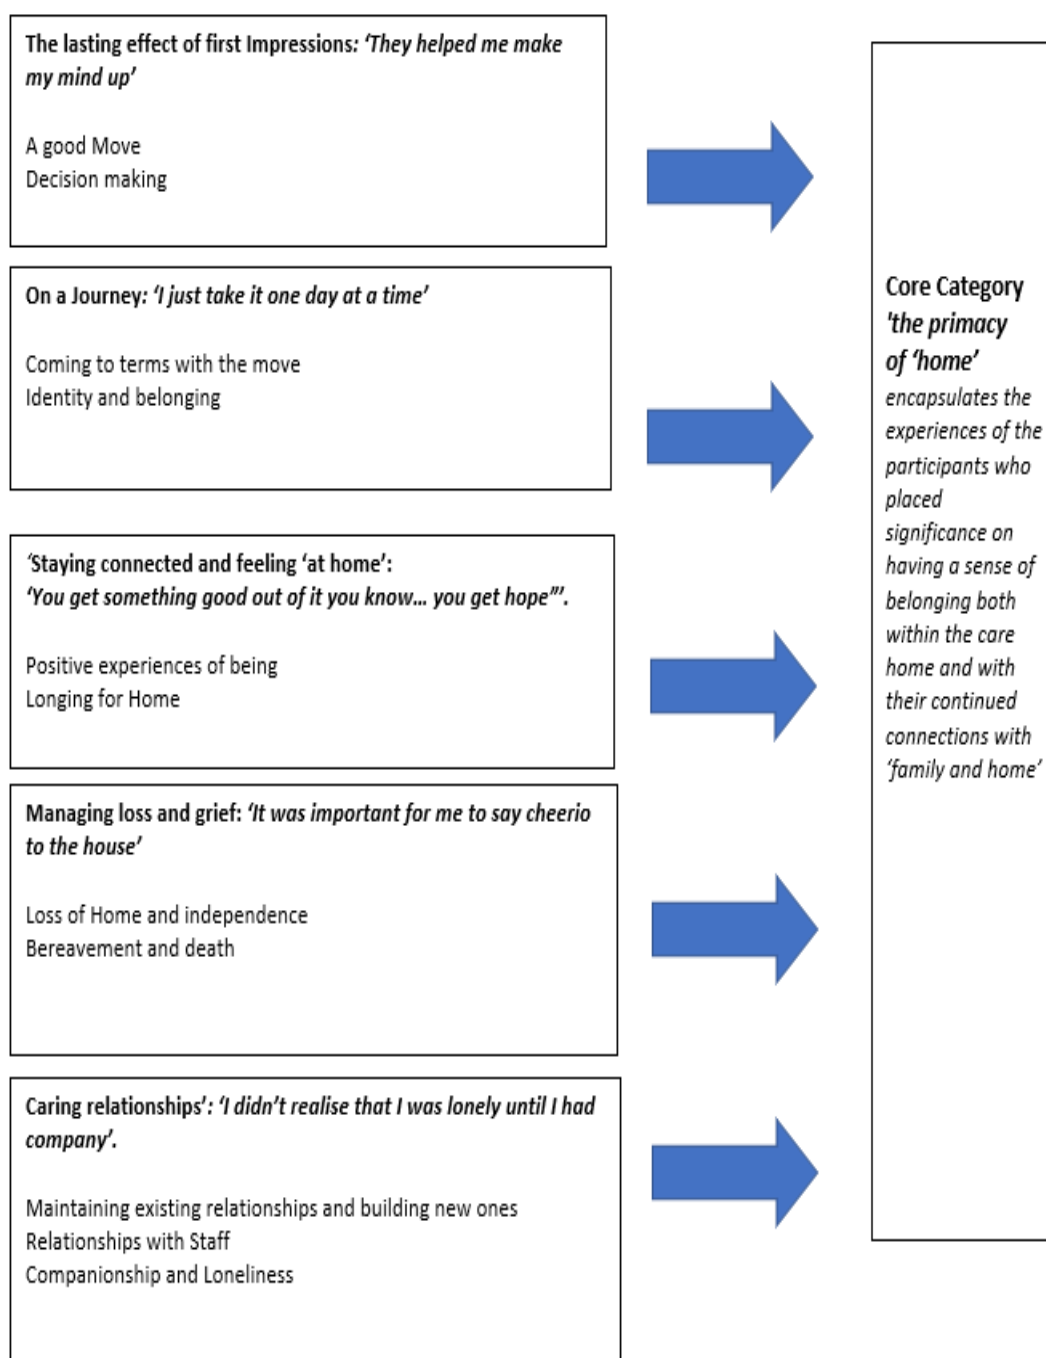 The lasting effect of first Impressions: ‘They helped me make
my mind up’
A good Move
Decision making
On a Journey: ‘I just take it one day at a time’
Coming to terms with the move
Identity and belonging
‘Staying connected and feeling ‘at home’:
‘You get something good out of it you know... you get hope”’.
Positive experiences of being
Longing for Home
Managing loss and grief: ‘It was important for me to say cheerio
to the house’
Loss of Home and independence
Bereavement and death
Caring relationships’: ‘I didn’t realise that I was lonely until I had
company’.
Maintaining existing relationships and building new ones
Relationships with Staff
Companionship and Loneliness
Core Category
'the primacy
of ‘home’
encapsulates the
experiences of the
participants who
placed
significance on
having a sense of
belonging both
within the care
home and with
their continued
connections with
‘family and home’